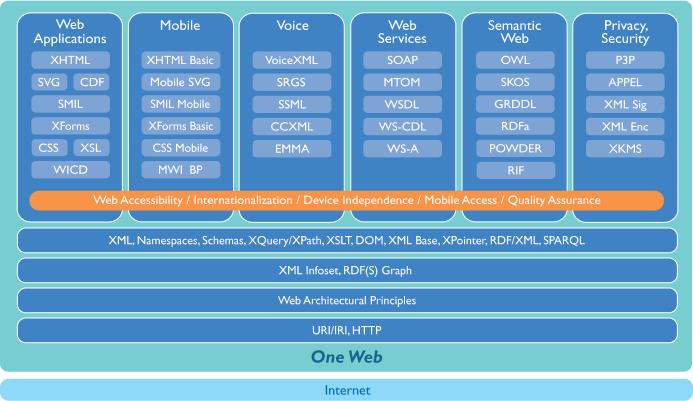 Web Applications
XHTML
SVG CDF
SMIL
XForms
CSS XSL
WICD
Mobile
XHTML Basic
Mobile SVG
SMIL Mobile
XForms Basic
CSS Mobile
MWI BP
Voice
VoiceXML
SRGS
SSML
CCXML
EMMA
Web Services
SOAP
MTOM
WSDL
WS-CDL
WS-A
Semantic Web
OWL
SKOS
GRDDL
RDFa
POWDER
RIF
Privacy, Security
P3P
APPEL
XML Sig
XML Enc
XKMS
Web Accessibility / Internationalization / Device Independence / Mobile Access / Quality Assurance
XML, Namespaces, Schemas, XQuery/XPath, XSLT, DOM, XML Base, XPointer, RDF/XML, SPARQL
XML Infoset, RDF(S) Graph
Web Architectural Principles
URI/IRI, HTTP
One Web
Internet